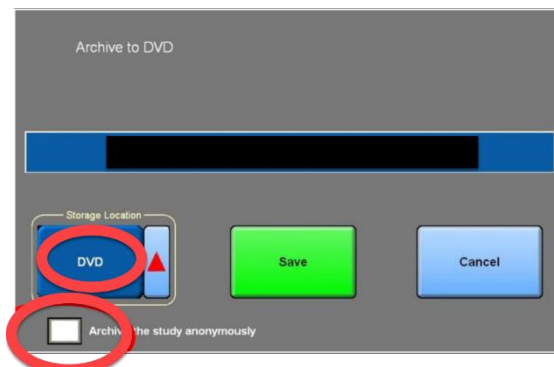 Archive to DVD
Storage Location
DVD
Save
Cancel
Archive the study anonymously